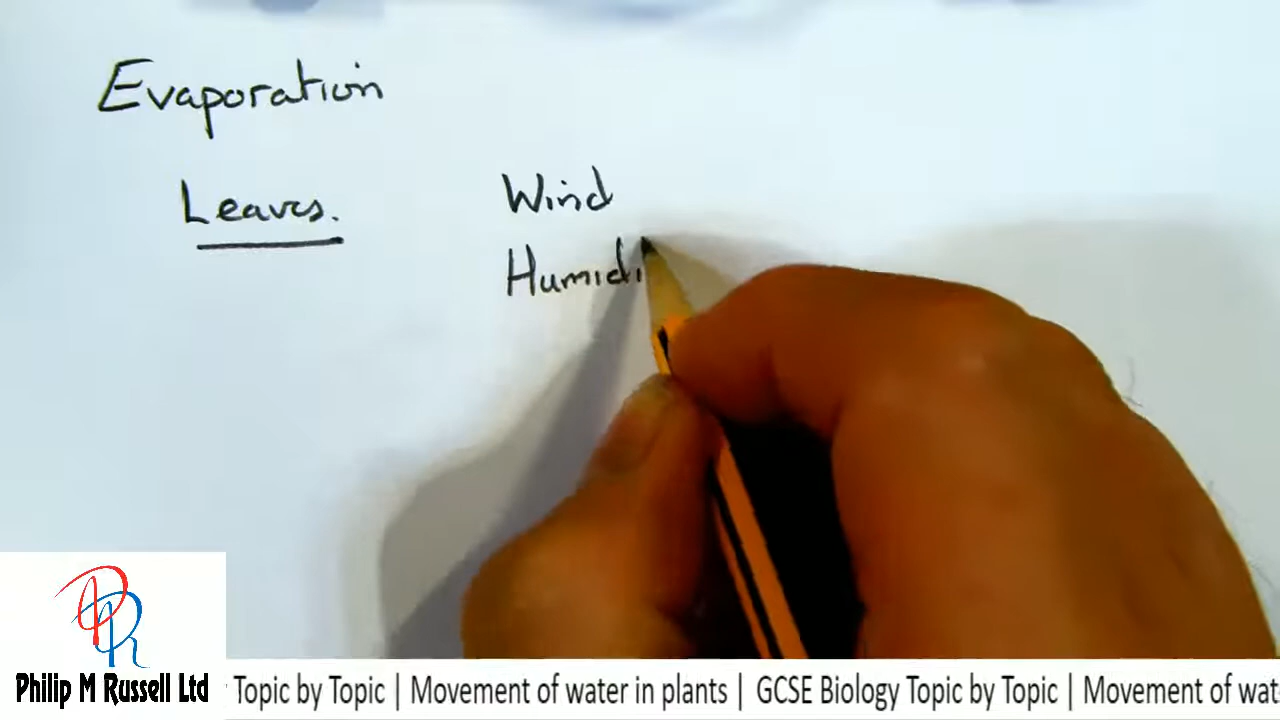 Evaporation
Leaves.
Wind
Humidi
Philip M Russell Ltd
Topic by Topic | Movement of water in plants | GCSE Biology Topic by Topic | Movement of wat